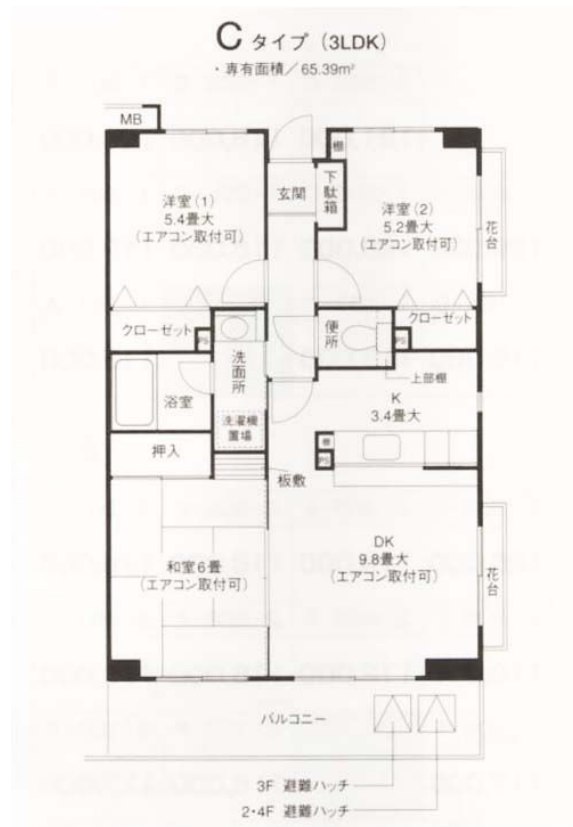 C タイプ（3LDK）
・専有面積／65.39m²
MB
棚
玄関
下駄箱
洋室（1）
5.4畳大
（エアコン取付可）
洋室（2）
5.2畳大
（エアコン取付可）
花台
クローゼット
PS
便所
PS
クローゼット
洗面所
上部棚
浴室
K
3.4畳大
洗濯機
置場
棚
PS
押入
板敷
和室6畳
（エアコン取付可）
DK
9.8畳大
（エアコン取付可）
花台
バルコニー
3F 避難ハッチ
2・4F 避難ハッチ